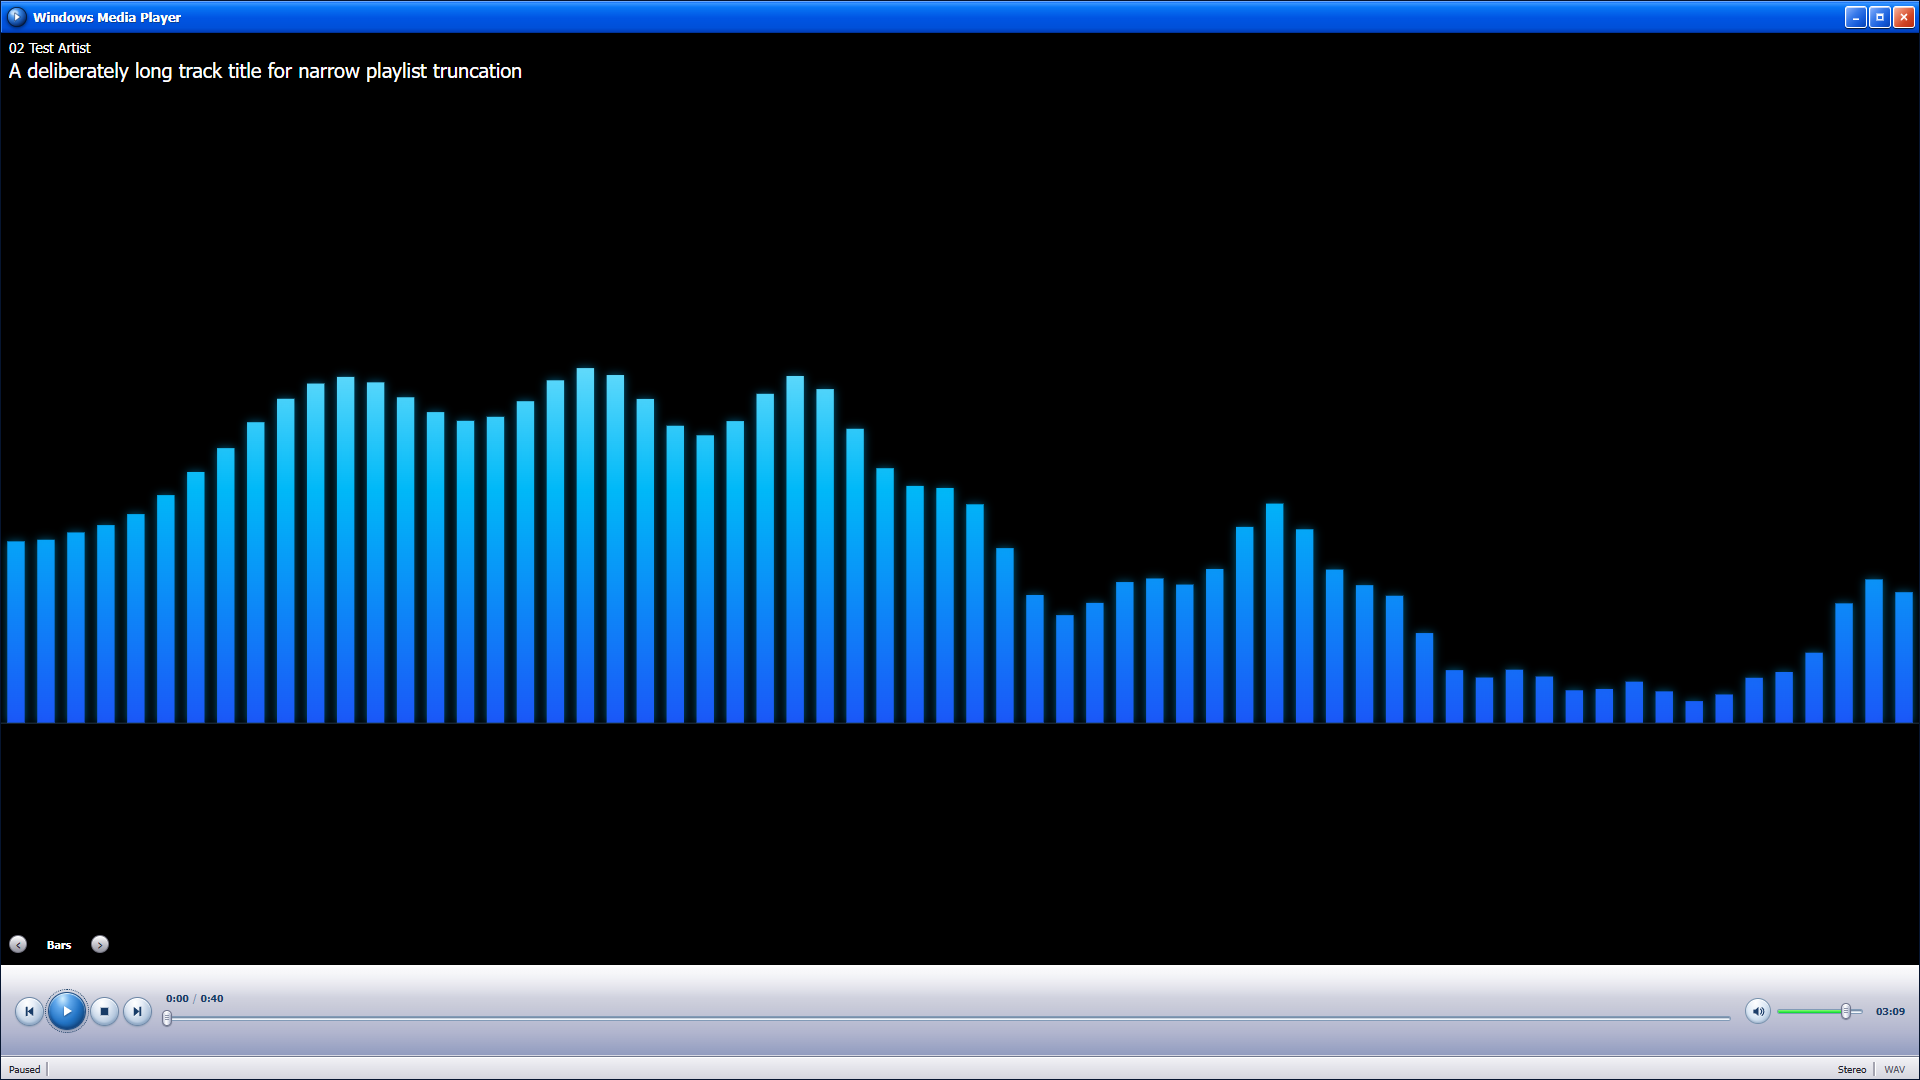 Windows Media Player
02 Test Artist
A deliberately long track title for narrow playlist truncation
Bars
0:00 / 0:40
03:09
Paused
Stereo
WAV